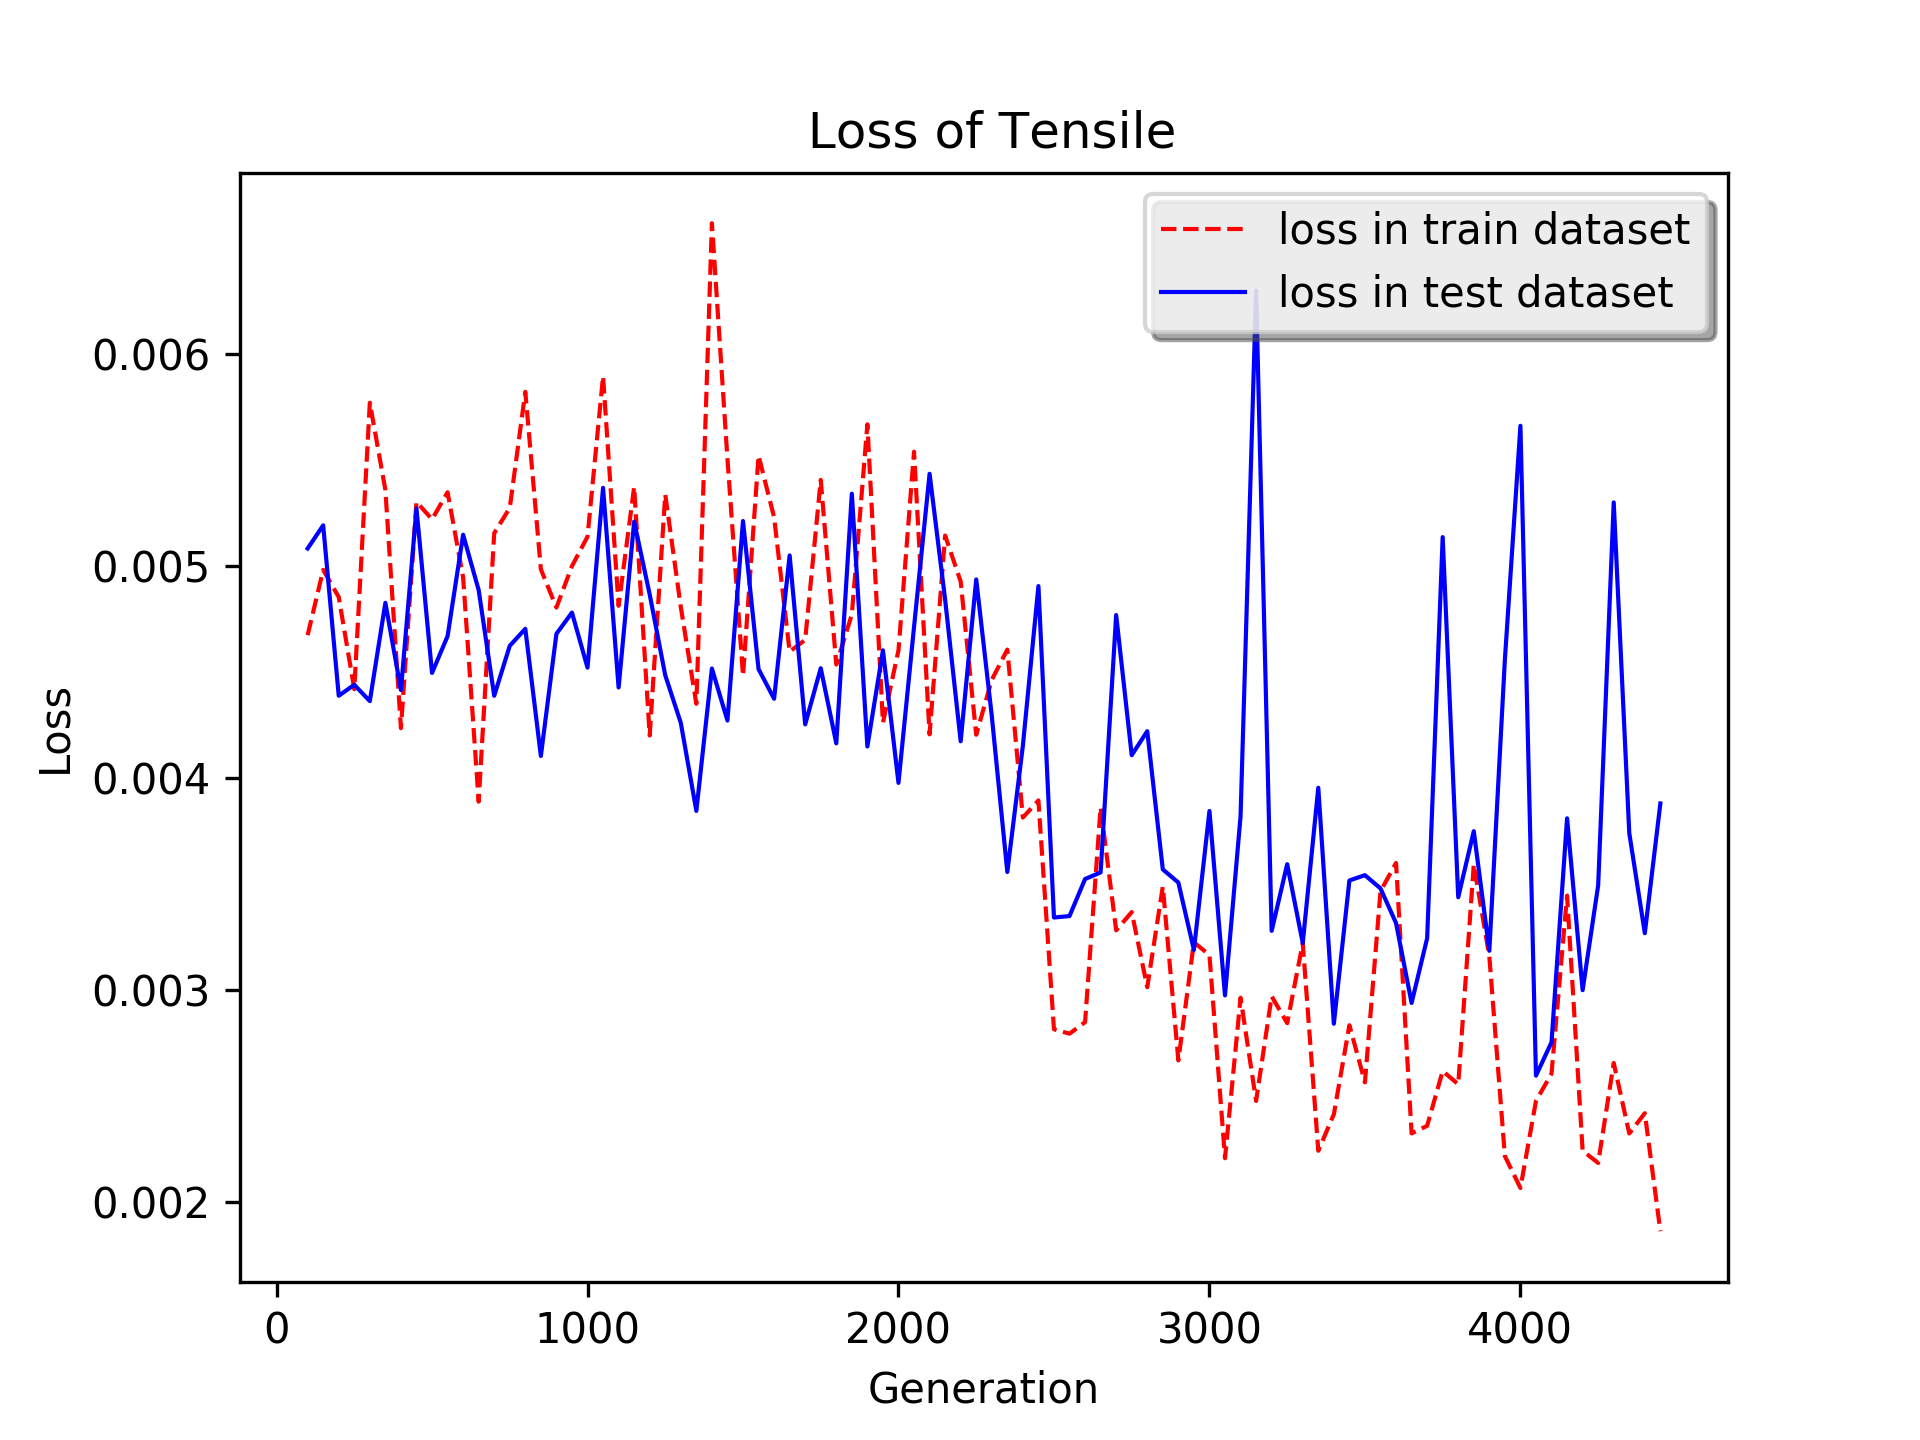 Loss of Tensile
loss in train dataset
loss in test dataset
Loss
0.006
0.005
0.004
0.003
0.002
0 1000 2000 3000 4000
Generation